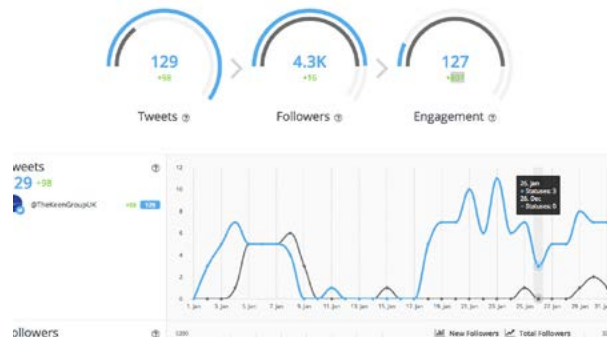 129 4.3K 127
+98 +16
Tweets Followers Engagement
weets
29 +98
@TheKeenGroupUK +98 129
12
10
8
6
4
2
0
26. Jan
Statuses: 3
26. Dec
Statuses: 0
1. Jan 3. Jan 5. Jan 7. Jan 9. Jan 11. Jan 13. Jan 15. Jan 17. Jan 19. Jan 21. Jan 23. Jan 25. Jan 27. Jan 29. Jan 31. J
ollowers
New Followers Total Followers